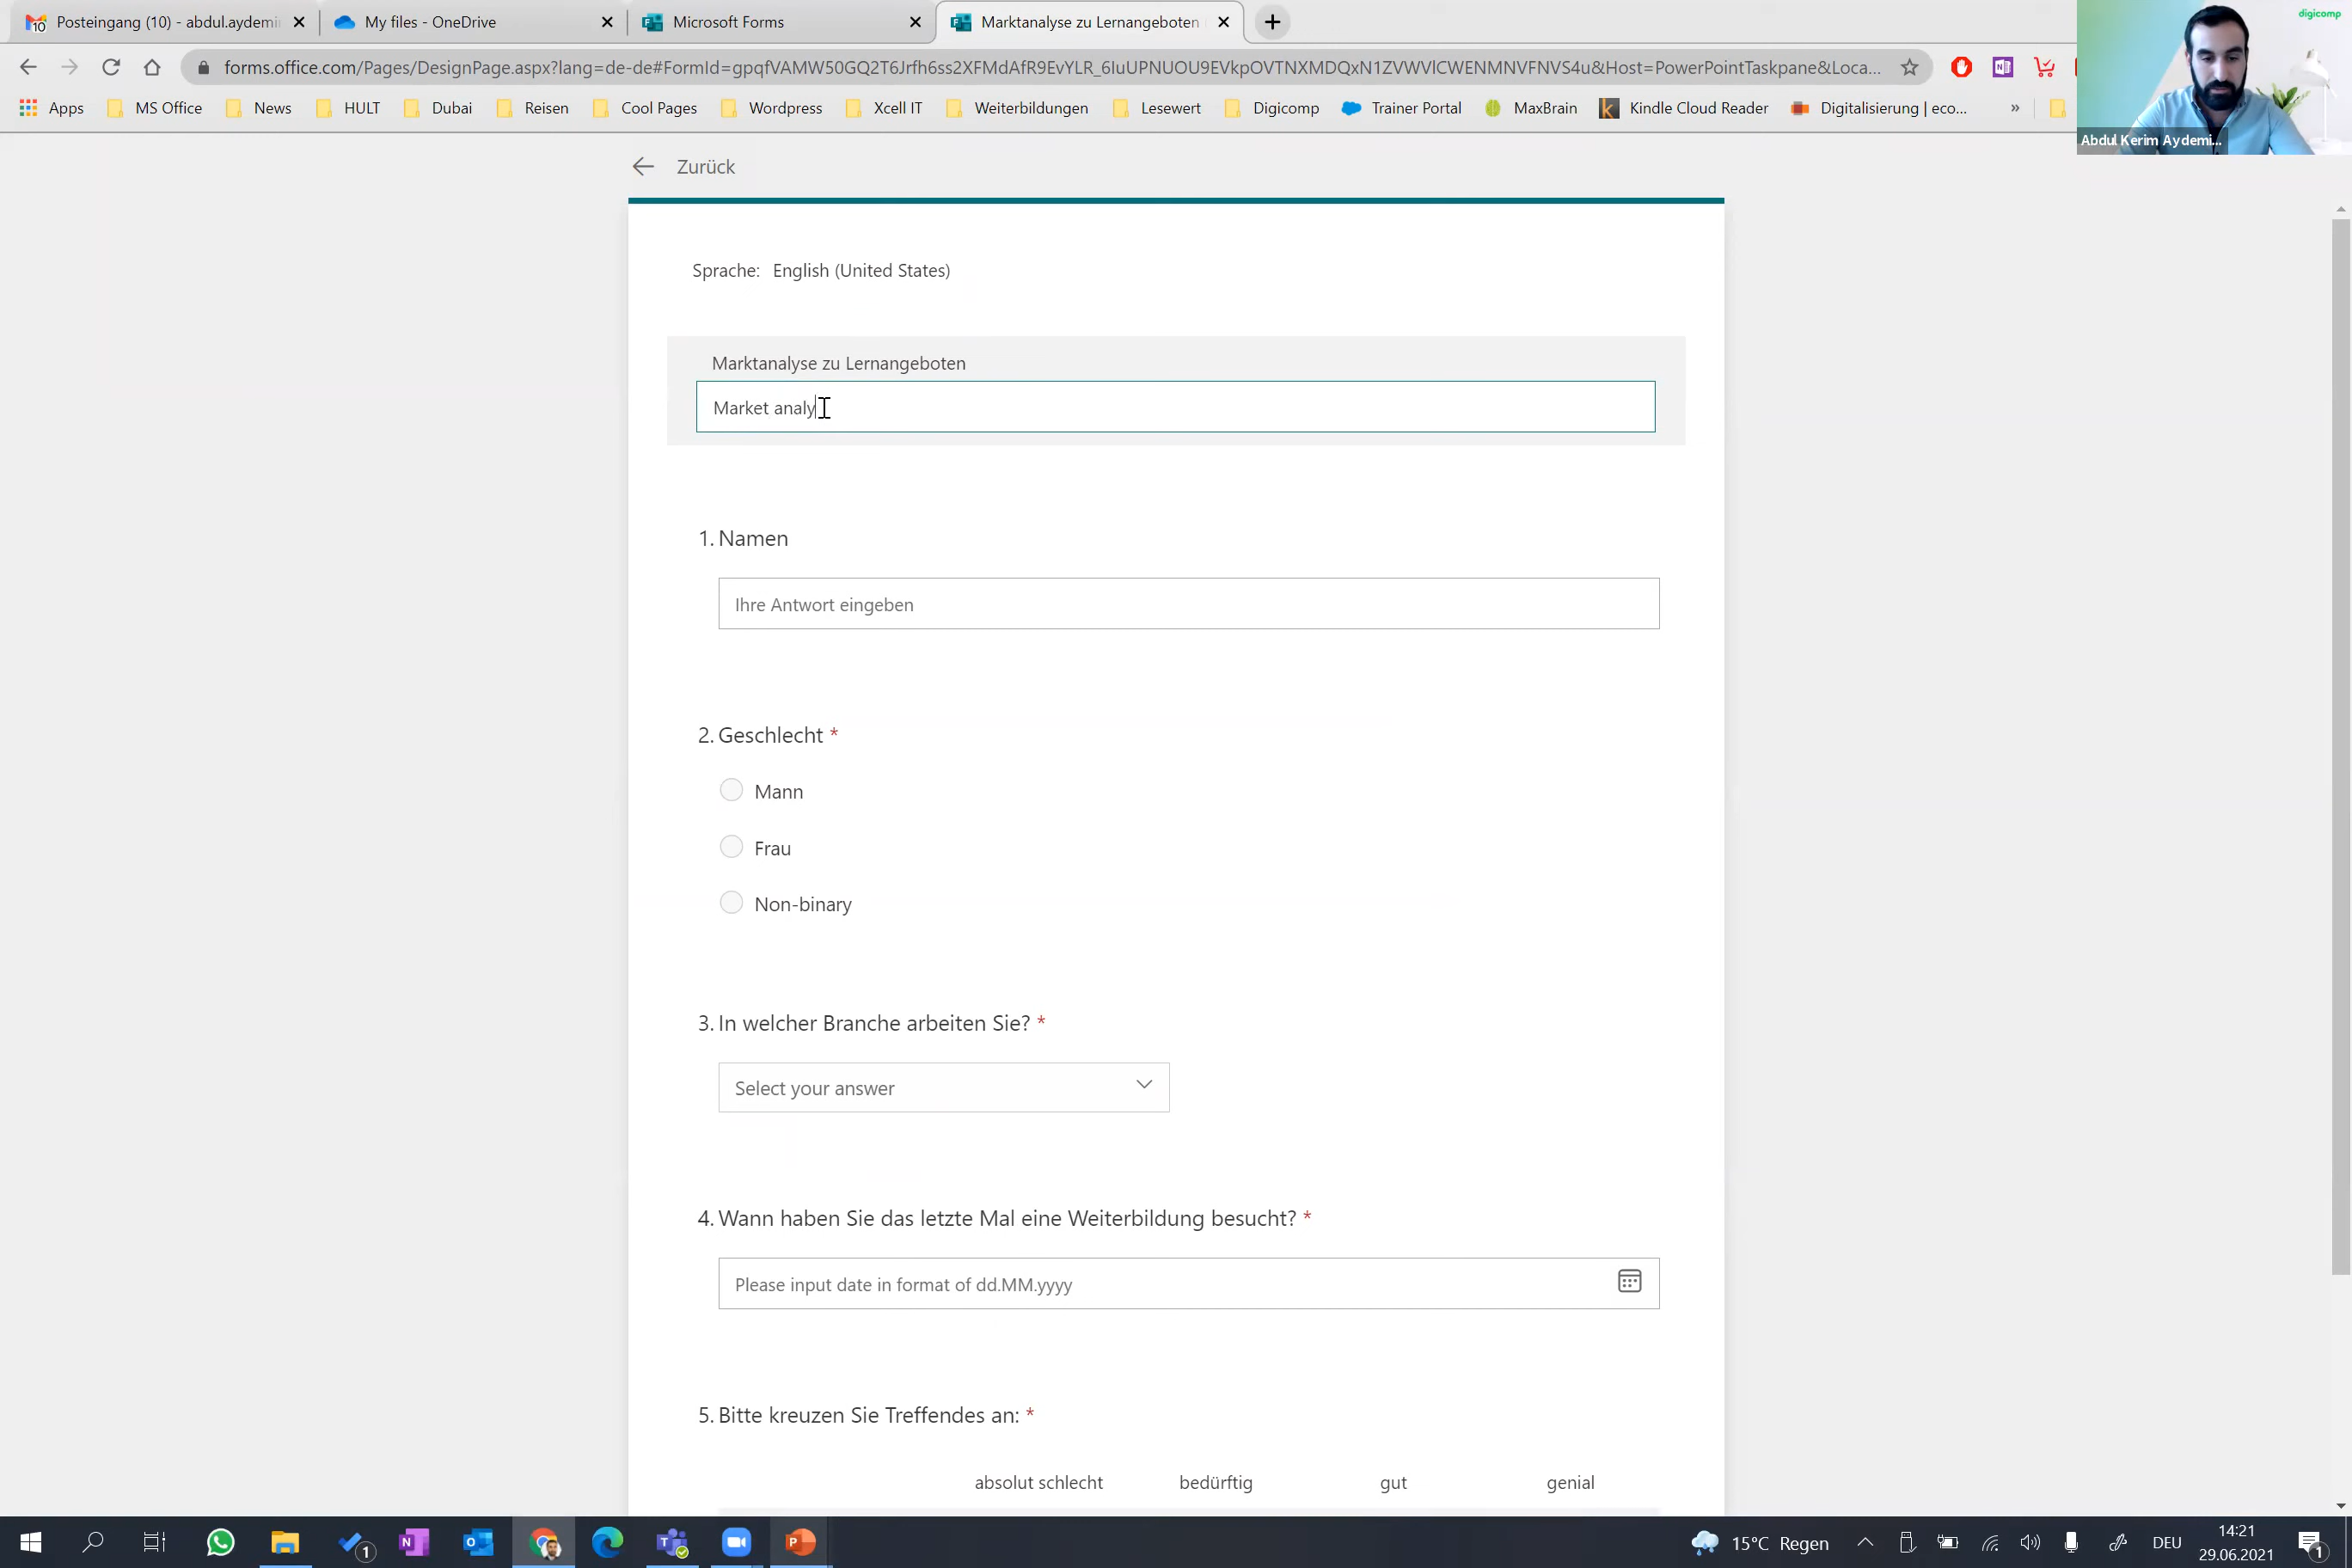 Posteingang (10) - abdul.aydemi
My files - OneDrive
Microsoft Forms
Marktanalyse zu Lernangeboten
digicomp
forms.office.com/Pages/DesignPage.aspx?lang=de-de#FormId=gpqfVAMW50GQ2T6Jrfh6ss2XFMdAfR9EvYLR_6luUPNUOU9EVkpOVTNXMDQxN1ZVWVlCWENMNVFNVS4u&Host=PowerPointTaskpane&Loca...
Apps MS Office News HULT Dubai Reisen Cool Pages Wordpress Xcell IT Weiterbildungen Lesewert Digicomp Trainer Portal MaxBrain Kindle Cloud Reader Digitalisierung | eco... »
Abdul Kerim Aydemi...
Zurück
Sprache: English (United States)
Marktanalyse zu Lernangeboten
Market analy
1. Namen
Ihre Antwort eingeben
2. Geschlecht *
Mann
Frau
Non-binary
3. In welcher Branche arbeiten Sie? *
Select your answer
4. Wann haben Sie das letzte Mal eine Weiterbildung besucht? *
Please input date in format of dd.MM.yyyy
5. Bitte kreuzen Sie Treffendes an: *
absolut schlecht bedürftig gut genial
15°C Regen
DEU
14:21
29.06.2021